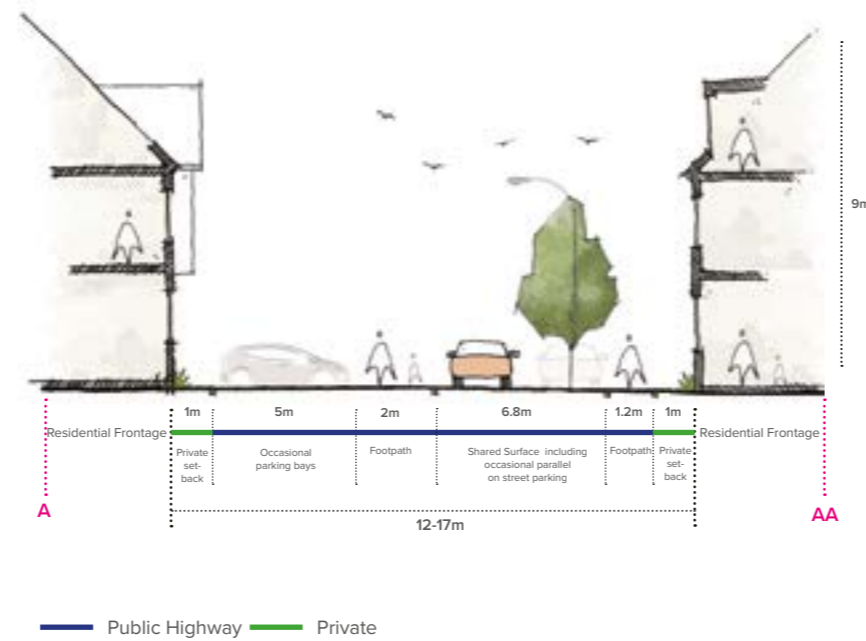 9m
1m
5m
2m
6.8m
1.2m
1m
Residential Frontage
Residential Frontage
Private
set-
back
Occasional
parking bays
Footpath
Shared Surface including
occasional parallel
on street parking
Footpath
Private
set-
back
A
AA
12-17m
Public Highway
Private